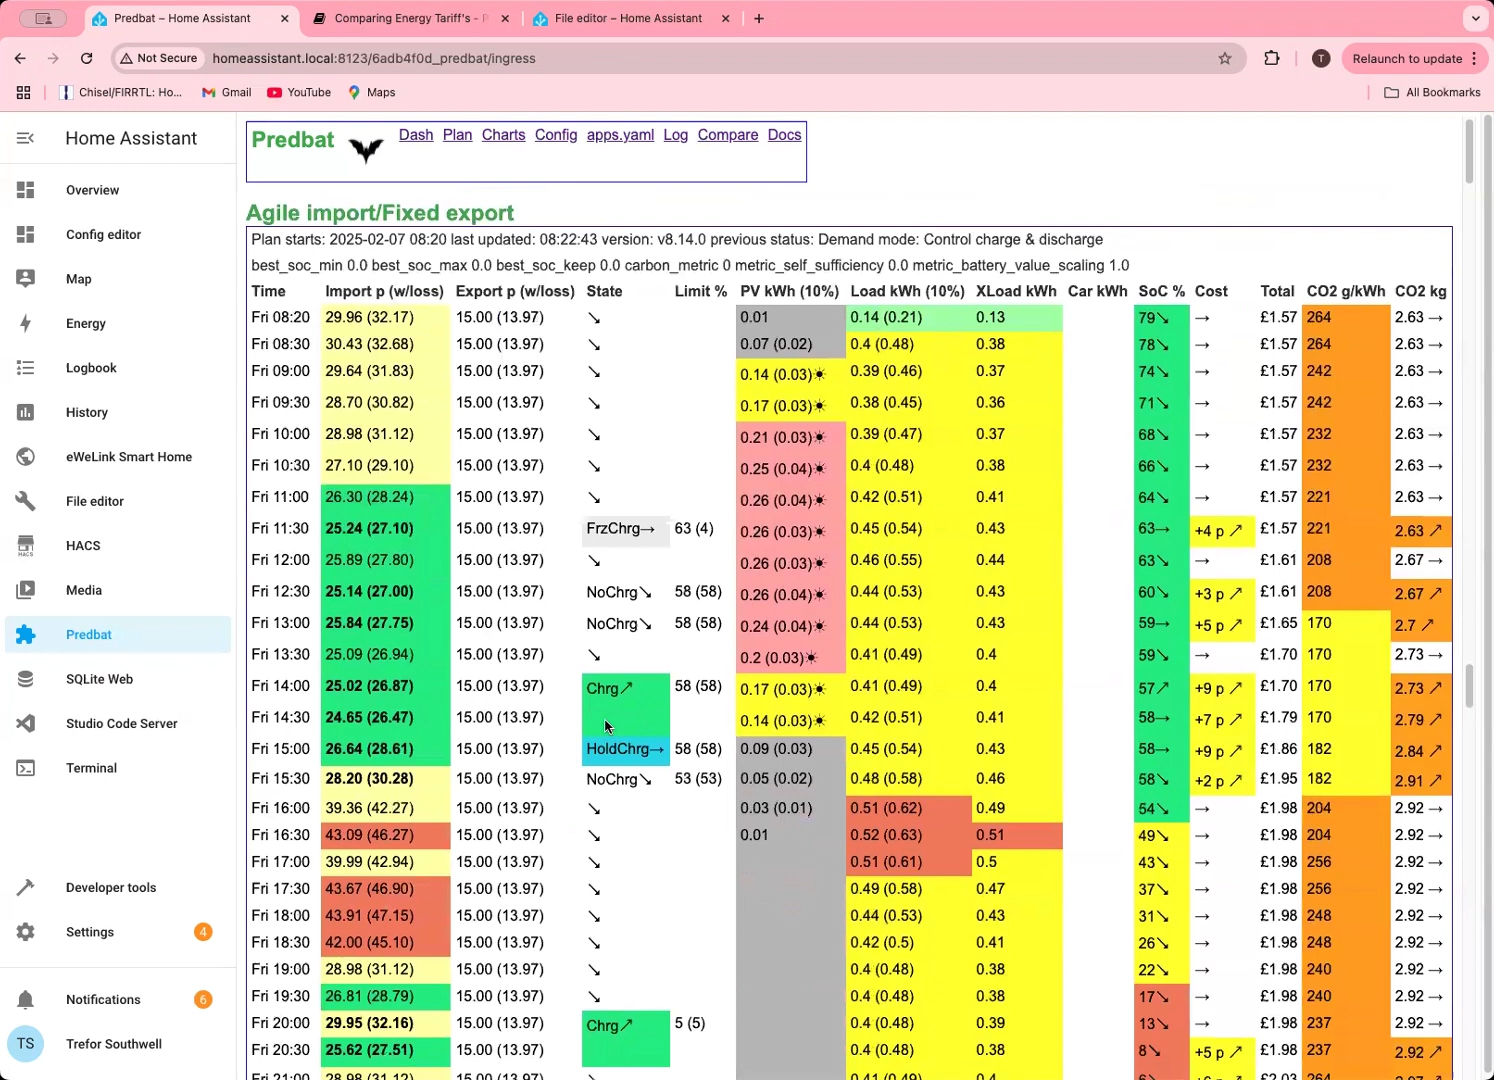 Predbat – Home Assistant
Comparing Energy Tariff's -
File editor – Home Assistant
Not Secure
homeassistant.local:8123/6adb4f0d_predbat/ingress
T
Relaunch to update
Chisel/FIRRTL: Ho...
Gmail
YouTube
Maps
All Bookmarks
Home Assistant
Overview
Config editor
Map
Energy
Logbook
History
eWeLink Smart Home
File editor
HACS
HACS
Media
Predbat
SQLite Web
Studio Code Server
Terminal
Developer tools
Settings 4
Notifications 6
TS Trefor Southwell
Predbat
Dash Plan Charts Config apps.yaml Log Compare Docs
Agile import/Fixed export
Plan starts: 2025-02-07 08:20 last updated: 08:22:43 version: v8.14.0 previous status: Demand mode: Control charge & discharge
best_soc_min 0.0 best_soc_max 0.0 best_soc_keep 0.0 carbon_metric 0 metric_self_sufficiency 0.0 metric_battery_value_scaling 1.0
Time Import p (w/loss) Export p (w/loss) State Limit % PV kWh (10%) Load kWh (10%) XLoad kWh Car kWh SoC % Cost Total CO2 g/kWh CO2 kg
Fri 08:20 29.96 (32.17) 15.00 (13.97) ↘ 0.01 0.14 (0.21) 0.13 79↘ → £1.57 264 2.63 →
Fri 08:30 30.43 (32.68) 15.00 (13.97) ↘ 0.07 (0.02) 0.4 (0.48) 0.38 78↘ → £1.57 264 2.63 →
Fri 09:00 29.64 (31.83) 15.00 (13.97) ↘ 0.14 (0.03)☀ 0.39 (0.46) 0.37 74↘ → £1.57 242 2.63 →
Fri 09:30 28.70 (30.82) 15.00 (13.97) ↘ 0.17 (0.03)☀ 0.38 (0.45) 0.36 71↘ → £1.57 242 2.63 →
Fri 10:00 28.98 (31.12) 15.00 (13.97) ↘ 0.21 (0.03)☀ 0.39 (0.47) 0.37 68↘ → £1.57 232 2.63 →
Fri 10:30 27.10 (29.10) 15.00 (13.97) ↘ 0.25 (0.04)☀ 0.4 (0.48) 0.38 66↘ → £1.57 232 2.63 →
Fri 11:00 26.30 (28.24) 15.00 (13.97) ↘ 0.26 (0.04)☀ 0.42 (0.51) 0.41 64↘ → £1.57 221 2.63 →
Fri 11:30 25.24 (27.10) 15.00 (13.97) FrzChrg→ 63 (4) 0.26 (0.03)☀ 0.45 (0.54) 0.43 63→ +4 p ↗ £1.57 221 2.63 ↗
Fri 12:00 25.89 (27.80) 15.00 (13.97) ↘ 0.26 (0.03)☀ 0.46 (0.55) 0.44 63↘ → £1.61 208 2.67 →
Fri 12:30 25.14 (27.00) 15.00 (13.97) NoChrg↘ 58 (58) 0.26 (0.04)☀ 0.44 (0.53) 0.43 60↘ +3 p ↗ £1.61 208 2.67 ↗
Fri 13:00 25.84 (27.75) 15.00 (13.97) NoChrg↘ 58 (58) 0.24 (0.04)☀ 0.44 (0.53) 0.43 59→ +5 p ↗ £1.65 170 2.7 ↗
Fri 13:30 25.09 (26.94) 15.00 (13.97) ↘ 0.2 (0.03)☀ 0.41 (0.49) 0.4 59↘ → £1.70 170 2.73 →
Fri 14:00 25.02 (26.87) 15.00 (13.97) Chrg↗ 58 (58) 0.17 (0.03)☀ 0.41 (0.49) 0.4 57↗ +9 p ↗ £1.70 170 2.73 ↗
Fri 14:30 24.65 (26.47) 15.00 (13.97) 0.14 (0.03)☀ 0.42 (0.51) 0.41 58→ +7 p ↗ £1.79 170 2.79 ↗
Fri 15:00 26.64 (28.61) 15.00 (13.97) HoldChrg→ 58 (58) 0.09 (0.03) 0.45 (0.54) 0.43 58→ +9 p ↗ £1.86 182 2.84 ↗
Fri 15:30 28.20 (30.28) 15.00 (13.97) NoChrg↘ 53 (53) 0.05 (0.02) 0.48 (0.58) 0.46 58↘ +2 p ↗ £1.95 182 2.91 ↗
Fri 16:00 39.36 (42.27) 15.00 (13.97) ↘ 0.03 (0.01) 0.51 (0.62) 0.49 54↘ → £1.98 204 2.92 →
Fri 16:30 43.09 (46.27) 15.00 (13.97) ↘ 0.01 0.52 (0.63) 0.51 49↘ → £1.98 204 2.92 →
Fri 17:00 39.99 (42.94) 15.00 (13.97) ↘ 0.51 (0.61) 0.5 43↘ → £1.98 256 2.92 →
Fri 17:30 43.67 (46.90) 15.00 (13.97) ↘ 0.49 (0.58) 0.47 37↘ → £1.98 256 2.92 →
Fri 18:00 43.91 (47.15) 15.00 (13.97) ↘ 0.44 (0.53) 0.43 31↘ → £1.98 248 2.92 →
Fri 18:30 42.00 (45.10) 15.00 (13.97) ↘ 0.42 (0.5) 0.41 26↘ → £1.98 248 2.92 →
Fri 19:00 28.98 (31.12) 15.00 (13.97) ↘ 0.4 (0.48) 0.38 22↘ → £1.98 240 2.92 →
Fri 19:30 26.81 (28.79) 15.00 (13.97) ↘ 0.4 (0.48) 0.38 17↘ → £1.98 240 2.92 →
Fri 20:00 29.95 (32.16) 15.00 (13.97) Chrg↗ 5 (5) 0.4 (0.48) 0.39 13↘ → £1.98 237 2.92 →
Fri 20:30 25.62 (27.51) 15.00 (13.97) 0.4 (0.48) 0.38 8↘ +5 p ↗ £1.98 237 2.92 ↗